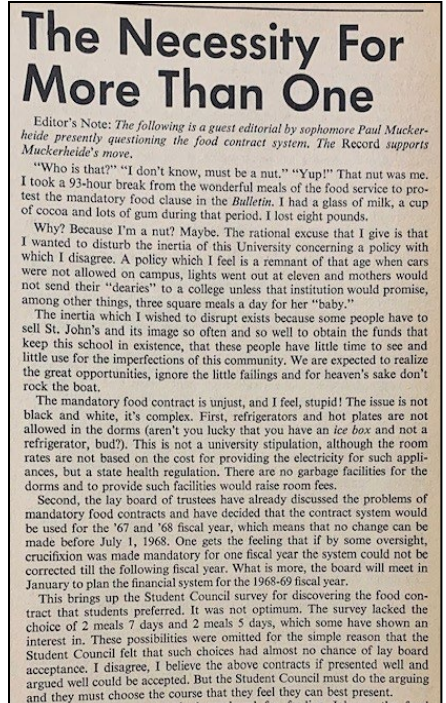 The Necessity For
More Than One
Editor's Note: The following is a guest editorial by sophomore Paul Mucker-
heide presently questioning the food contract system. The Record supports
Muckerheide's move.
"Who is that?" "I don't know, must be a nut." "Yup!" That nut was me.
I took a 93-hour break from the wonderful meals of the food service to pro-
test the mandatory food clause in the Bulletin. I had a glass of milk, a cup
of cocoa and lots of gum during that period. I lost eight pounds.
Why? Because I'm a nut? Maybe. The rational excuse that I give is that
I wanted to disturb the inertia of this University concerning a policy with
which I disagree. A policy which I feel is a remnant of that age when cars
were not allowed on campus, lights went out at eleven and mothers would
not send their "dearies" to a college unless that institution would promise,
among other things, three square meals a day for her "baby."
The inertia which I wished to disrupt exists because some people have to
sell St. John's and its image so often and so well to obtain the funds that
keep this school in existence, that these people have little time to see and
little use for the imperfections of this community. We are expected to realize
the great opportunities, ignore the little failings and for heaven's sake don't
rock the boat.
The mandatory food contract is unjust, and I feel, stupid! The issue is not
black and white, it's complex. First, refrigerators and hot plates are not
allowed in the dorms (aren't you lucky that you have an ice box and not a
refrigerator, bud?). This is not a university stipulation, although the room
rates are not based on the cost for providing the electricity for such appli-
ances, but a state health regulation. There are no garbage facilities for the
dorms and to provide such facilities would raise room fees.
Second, the lay board of trustees have already discussed the problems of
mandatory food contracts and have decided that the contract system would
be used for the '67 and '68 fiscal year, which means that no change can be
made before July 1, 1968. One gets the feeling that if by some oversight,
crucifixion was made mandatory for one fiscal year the system could not be
corrected till the following fiscal year. What is more, the board will meet in
January to plan the financial system for the 1968-69 fiscal year.
This brings up the Student Council survey for discovering the food con-
tract that students preferred. It was not optimum. The survey lacked the
choice of 2 meals 7 days and 2 meals 5 days, which some have shown an
interest in. These possibilities were omitted for the simple reason that the
Student Council felt that such choices had almost no chance of lay board
acceptance. I disagree, I believe the above contracts if presented well and
argued well could be accepted. But the Student Council must do the arguing
and they must choose the course that they feel they can best present.